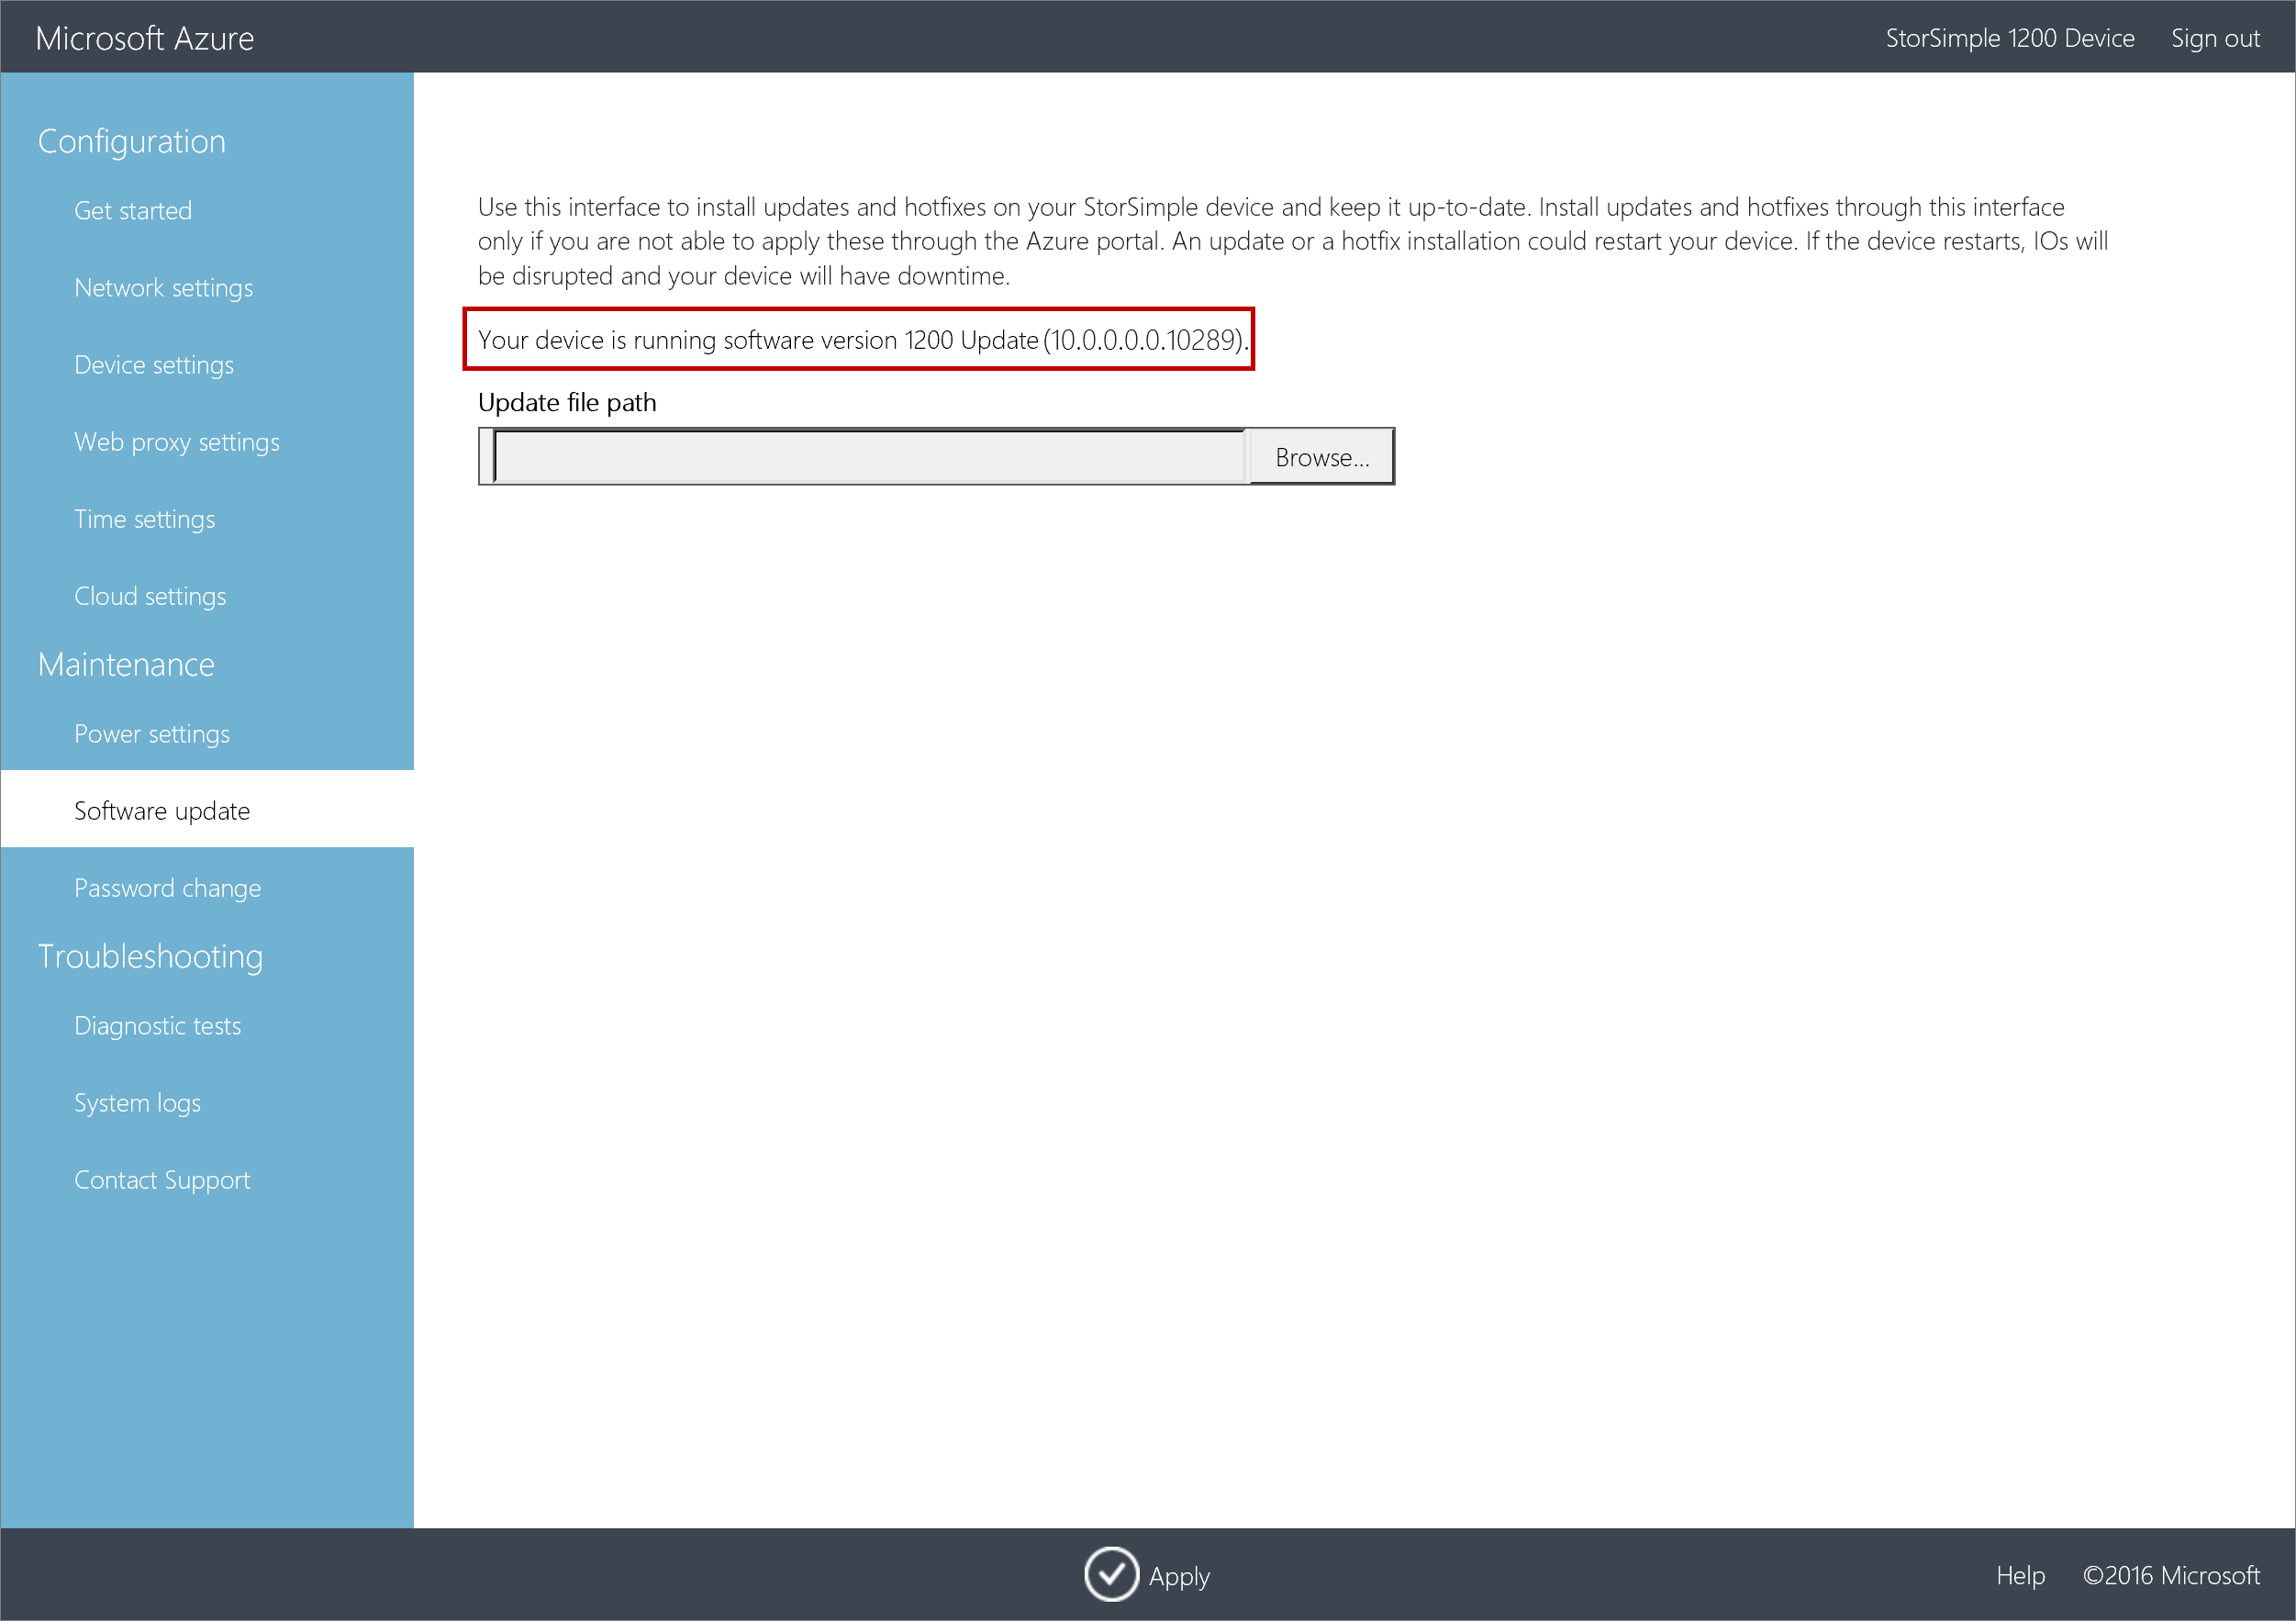 Microsoft Azure
StorSimple 1200 Device
Sign out
Configuration
Get started
Network settings
Device settings
Web proxy settings
Time settings
Cloud settings
Maintenance
Power settings
Software update
Password change
Troubleshooting
Diagnostic tests
System logs
Contact Support
Use this interface to install updates and hotfixes on your StorSimple device and keep it up-to-date. Install updates and hotfixes through this interface
only if you are not able to apply these through the Azure portal. An update or a hotfix installation could restart your device. If the device restarts, IOs will
be disrupted and your device will have downtime.
Your device is running software version 1200 Update (10.0.0.0.0.10289).
Update file path
Browse...
Apply
Help
©2016 Microsoft